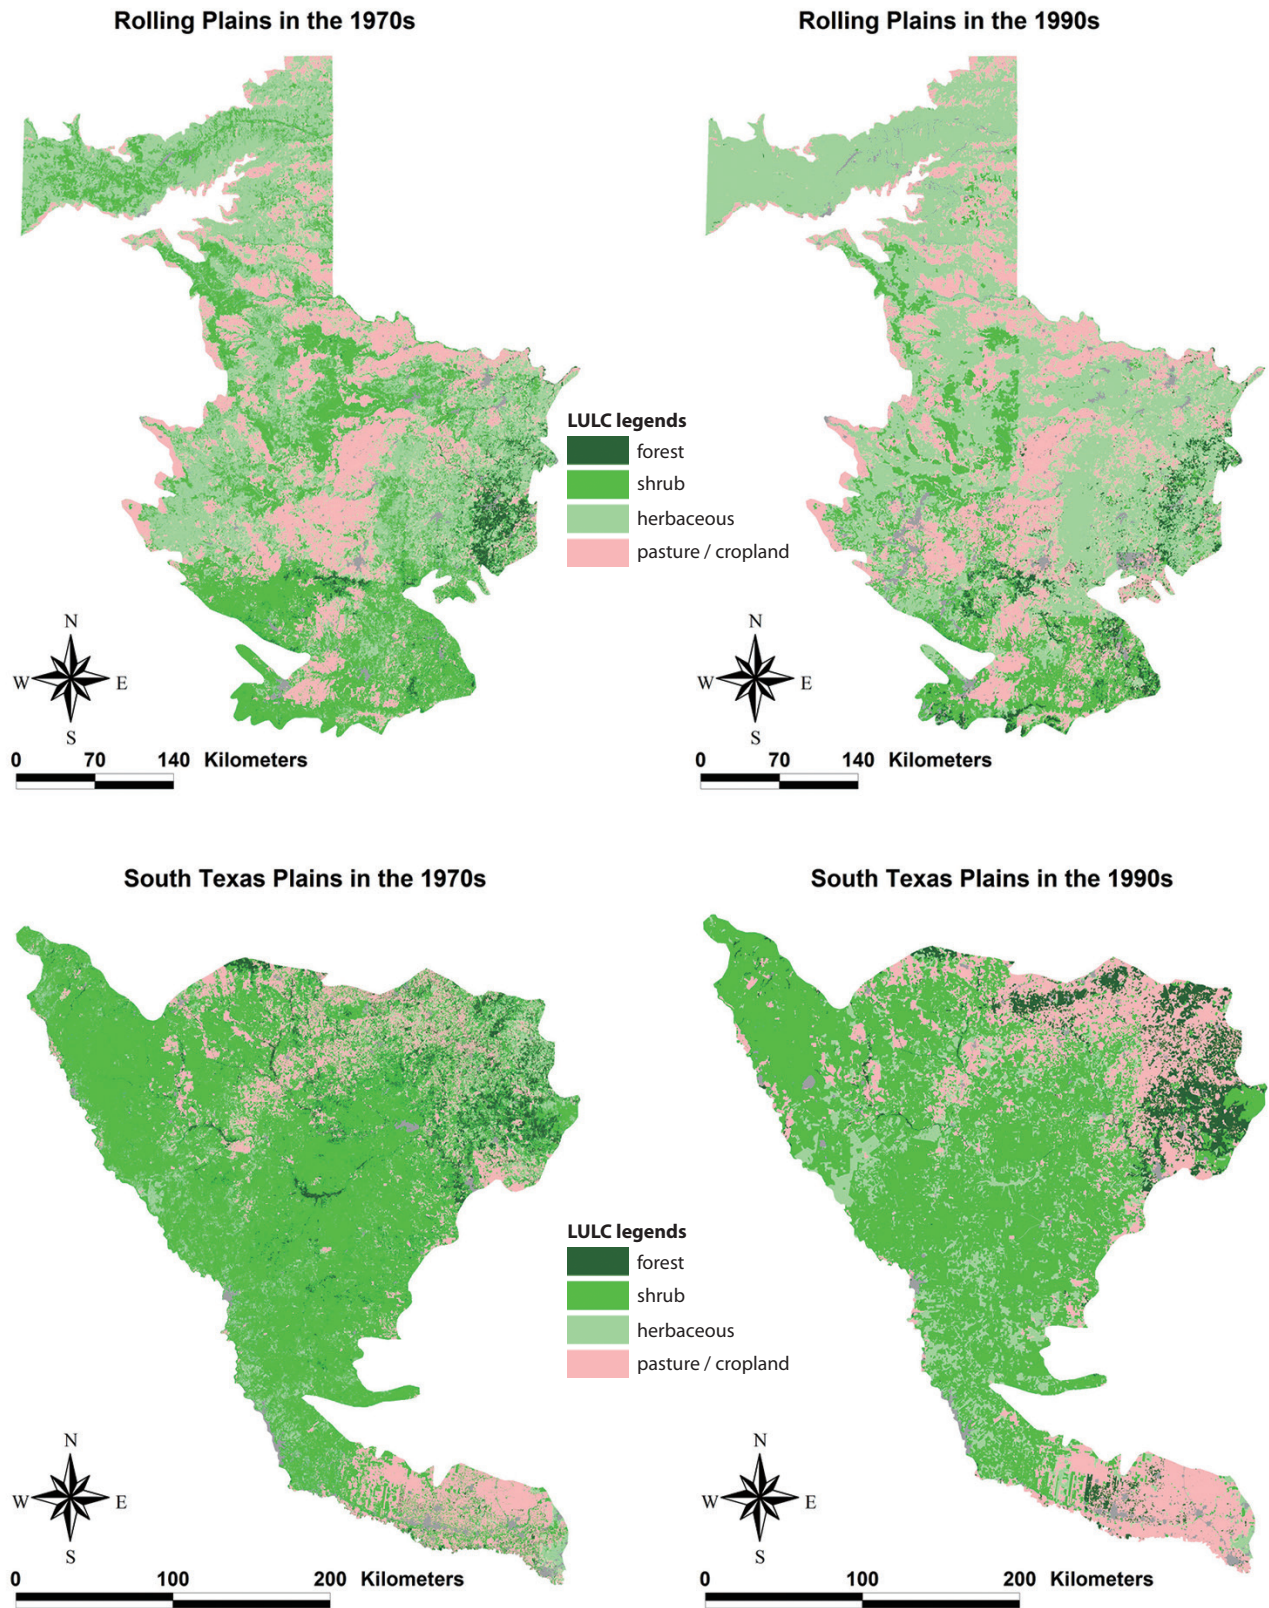 Rolling Plains in the 1970s
Rolling Plains in the 1990s
LULC legends
forest
shrub
herbaceous
pasture / cropland
N
W E
S
0 70 140 Kilometers
N
W E
S
0 70 140 Kilometers
South Texas Plains in the 1970s
South Texas Plains in the 1990s
LULC legends
forest
shrub
herbaceous
pasture / cropland
N
W E
S
0 100 200 Kilometers
N
W E
S
0 100 200 Kilometers